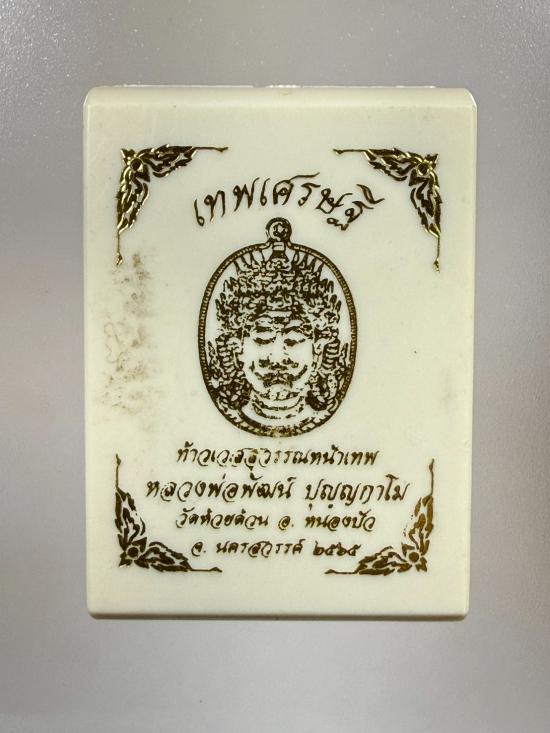 เทพเศรษฐี
ท้าวเวสสุวรรณหน้าเทพ
หลวงพ่อพัฒน์ ปุญฺญกาโม
วัดห้วยด้วน อ. หนองบัว
จ. นครสวรรค์ ๒๕๖๕